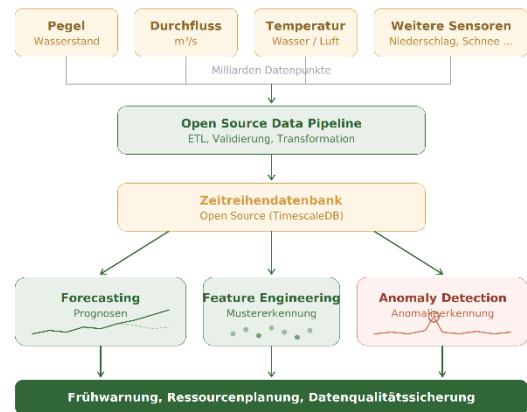 Pegel
Wasserstand
Durchfluss
m³/s
Temperatur
Wasser / Luft
Weitere Sensoren
Niederschlag, Schnee ...
Milliarden Datenpunkte
Open Source Data Pipeline
ETL, Validierung, Transformation
Zeitreihendatenbank
Open Source (TimescaleDB)
Forecasting
Prognosen
Feature Engineering
Mustererkennung
Anomaly Detection
Anomalieerkennung
Frühwarnung, Ressourcenplanung, Datenqualitätssicherung